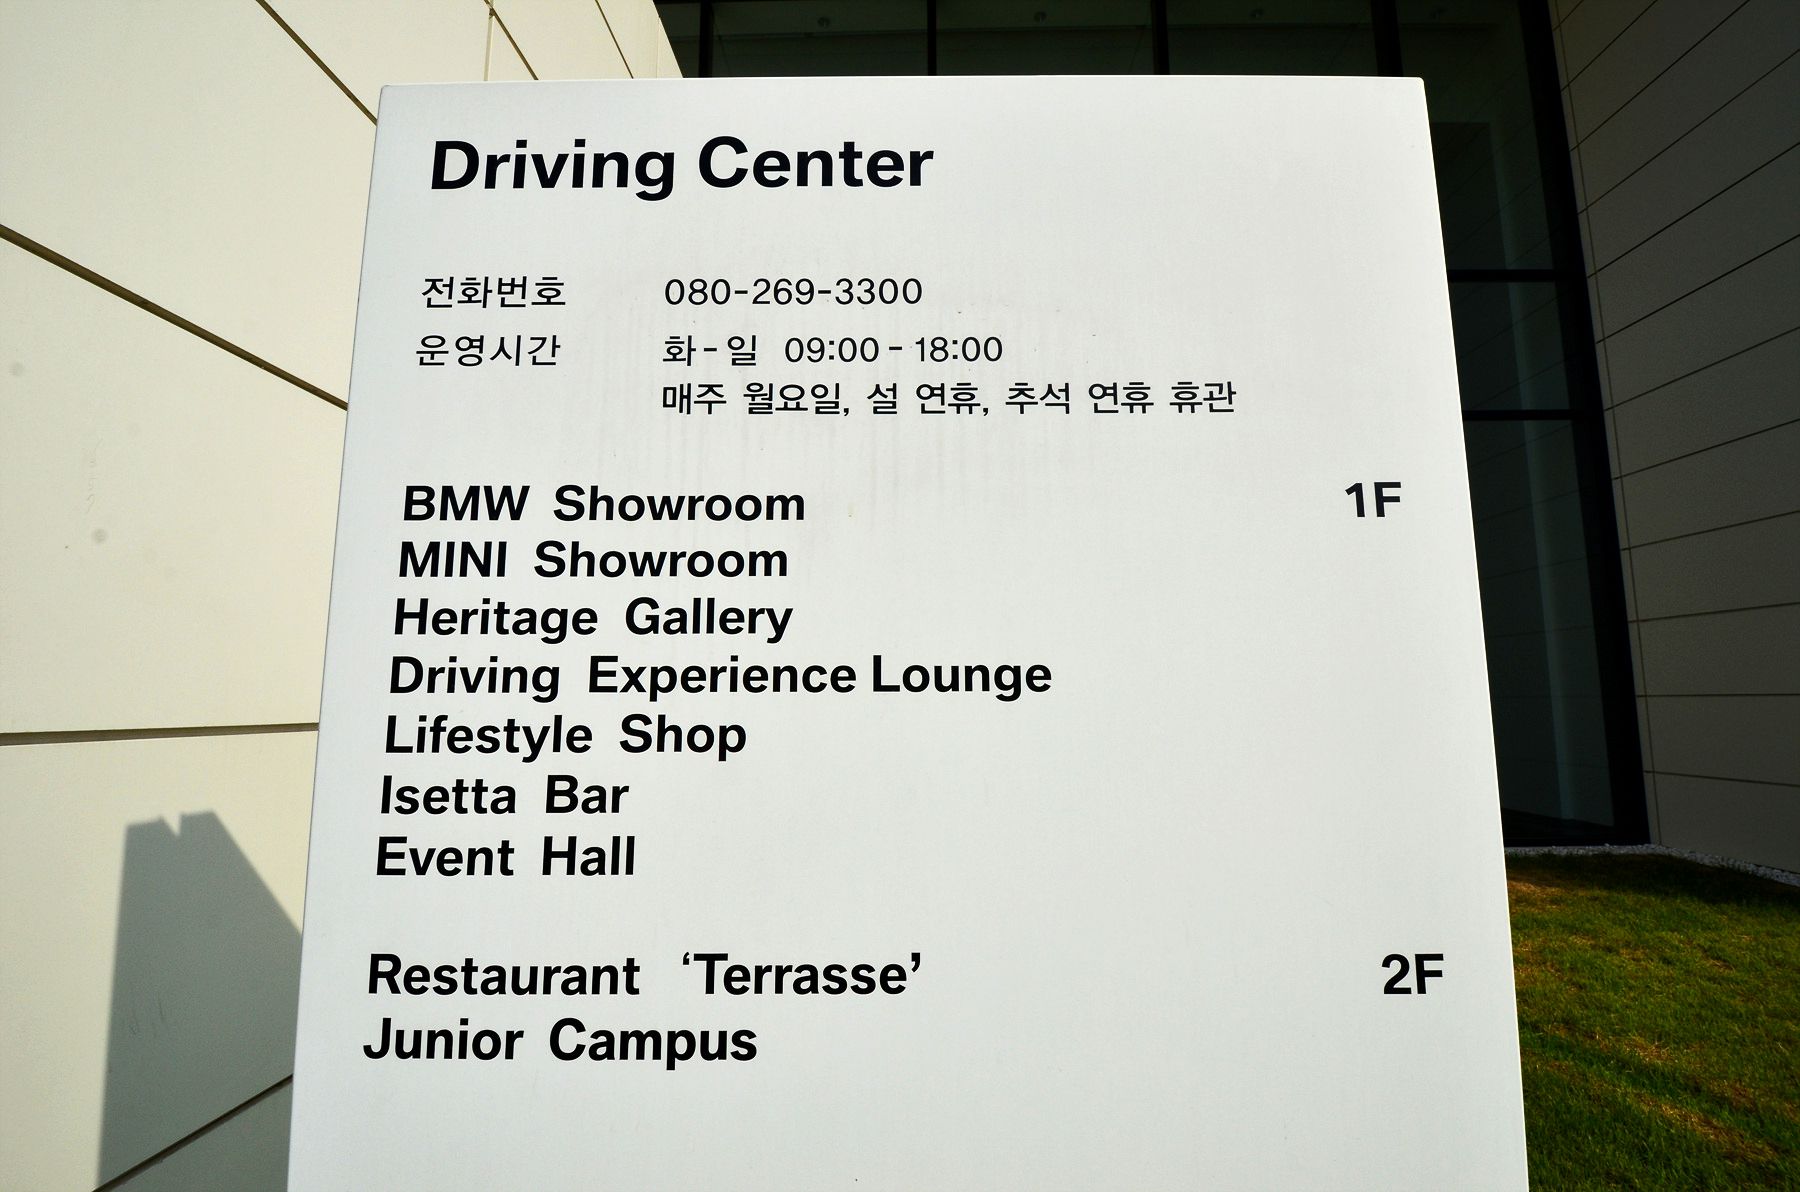 Driving Center
전화번호 080-269-3300
운영시간 화-일 09:00-18:00
매주 월요일, 설 연휴, 추석 연휴 휴관
BMW Showroom 1F
MINI Showroom
Heritage Gallery
Driving Experience Lounge
Lifestyle Shop
Isetta Bar
Event Hall
Restaurant ‘Terrasse’ 2F
Junior Campus